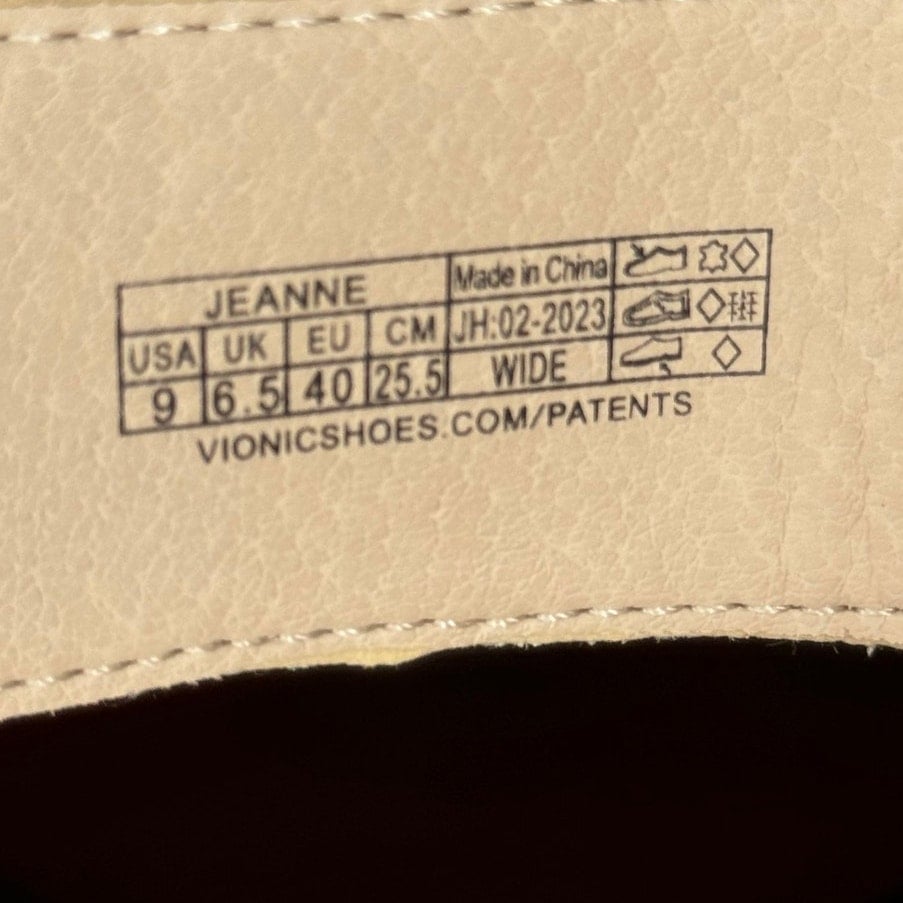 JEANNE Made in China
USA UK EU CM JH:02-2023
9 6.5 40 25.5 WIDE
VIONICSHOES.COM/PATENTS